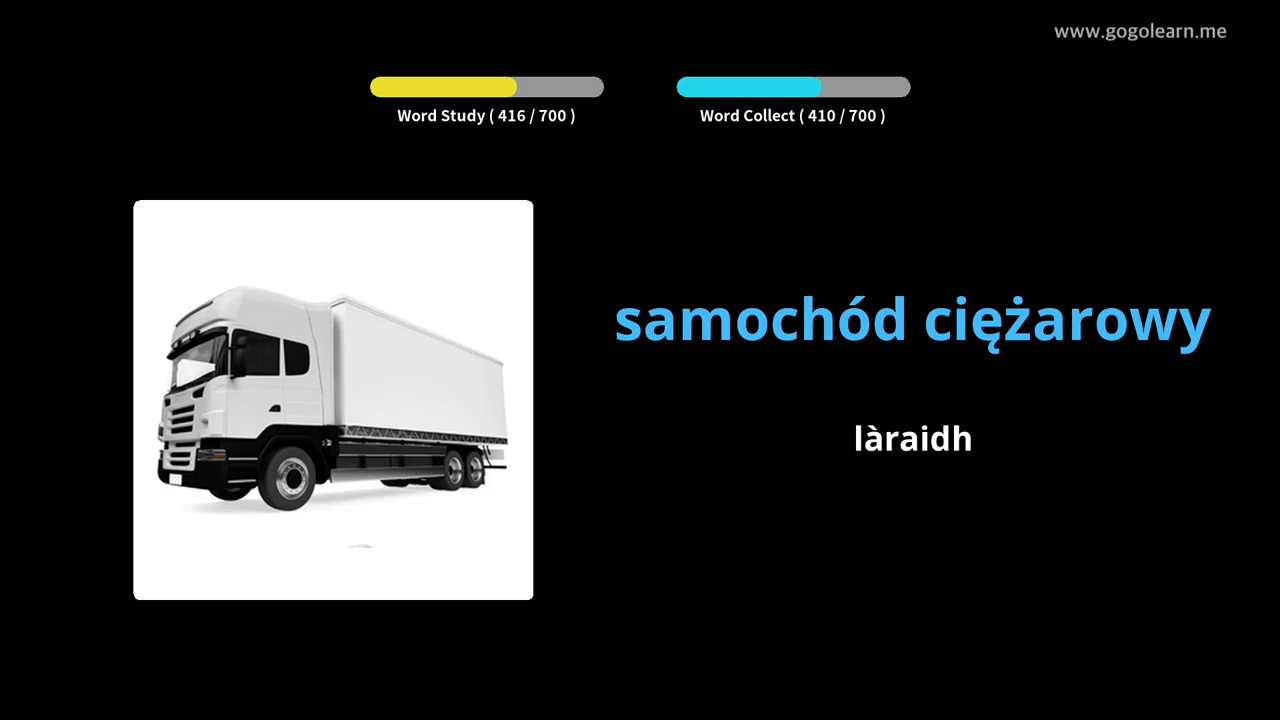 www.gogolearn.me
Word Study ( 416 / 700 )
Word Collect ( 410 / 700 )
samochód ciężarowy
làraidh